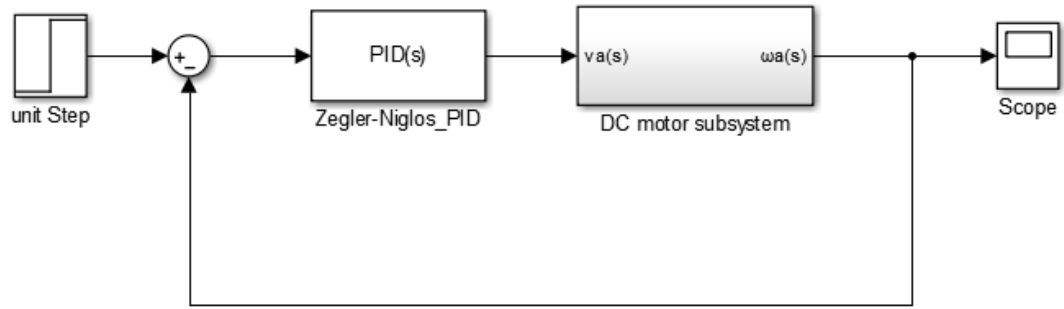 unit Step
+
−
PID(s)
Zegler-Niglos_PID
va(s)
ωa(s)
DC motor subsystem
Scope